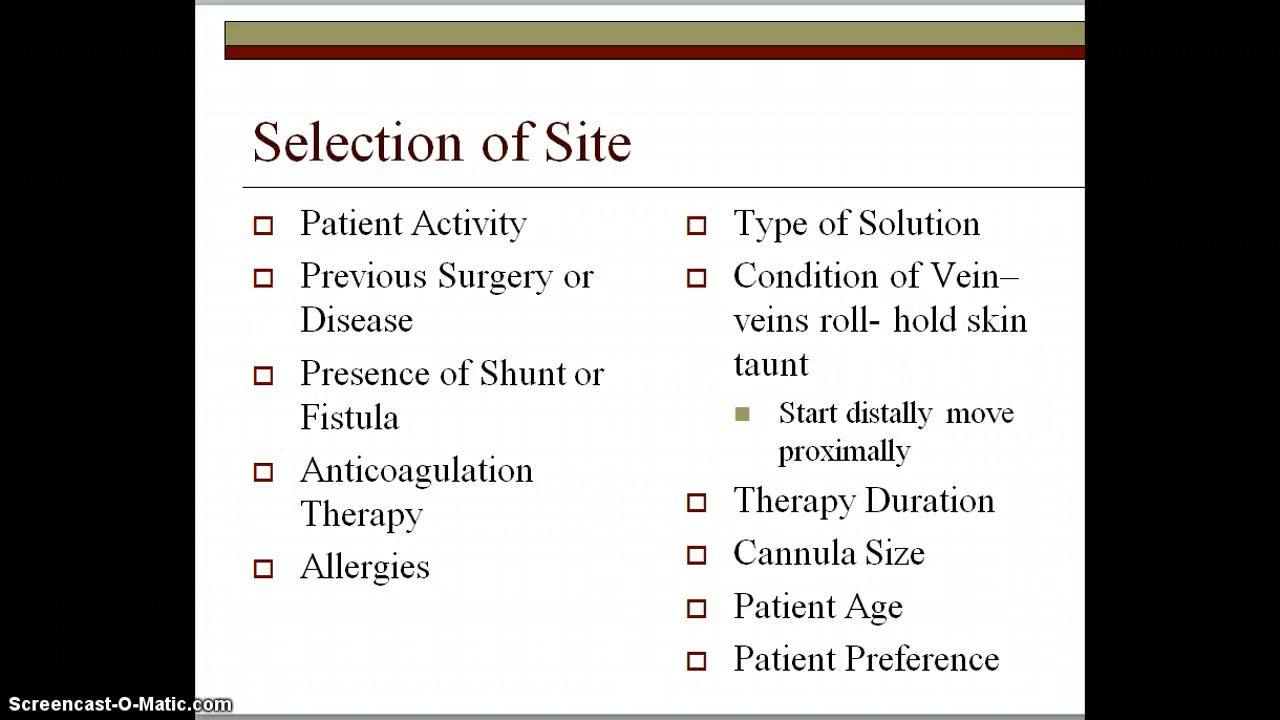 Selection of Site
Patient Activity
Previous Surgery or
Disease
Presence of Shunt or
Fistula
Anticoagulation
Therapy
Allergies
Type of Solution
Condition of Vein–
veins roll- hold skin
taunt
Start distally move
proximally
Therapy Duration
Cannula Size
Patient Age
Patient Preference
Screencast-O-Matic.com